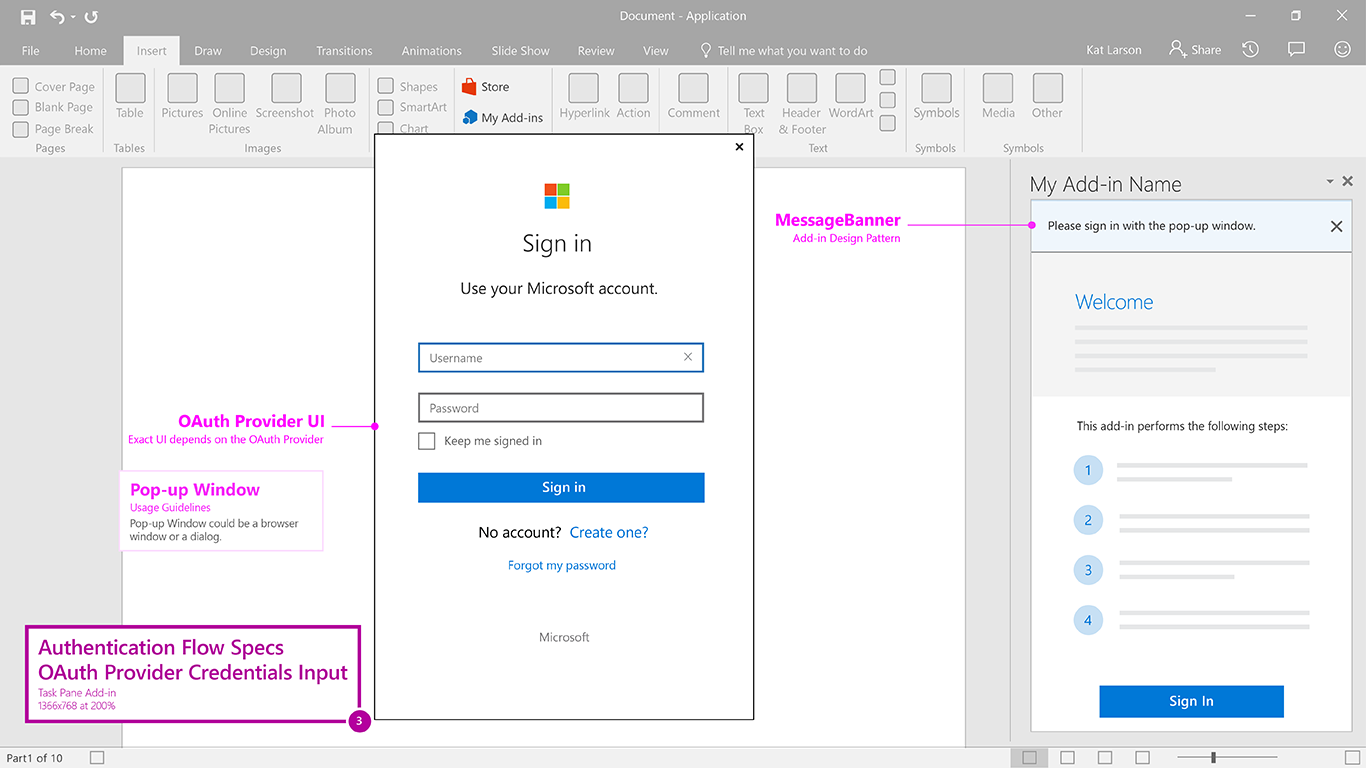 Document - Application
File Home Insert Draw Design Transitions Animations Slide Show Review View Tell me what you want to do Kat Larson Share
Cover Page
Blank Page
Page Break
Pages
Table
Tables
Pictures Online Pictures Screenshot Photo Album
Images
Shapes
SmartArt
Chart
Store
My Add-ins
Hyperlink Action
Comment
Text Box Header & Footer WordArt
Text
Symbols
Symbols
Media Other
Symbols
Sign in
Use your Microsoft account.
Username
Password
Keep me signed in
Sign in
No account? Create one?
Forgot my password
Microsoft
MessageBanner
Add-in Design Pattern
OAuth Provider UI
Exact UI depends on the OAuth Provider
Pop-up Window
Usage Guidelines
Pop-up Window could be a browser
window or a dialog.
Authentication Flow Specs
OAuth Provider Credentials Input
Task Pane Add-in
1366x768 at 200%
3
My Add-in Name
Please sign in with the pop-up window.
Welcome
This add-in performs the following steps:
1
2
3
4
Sign In
Part1 of 10